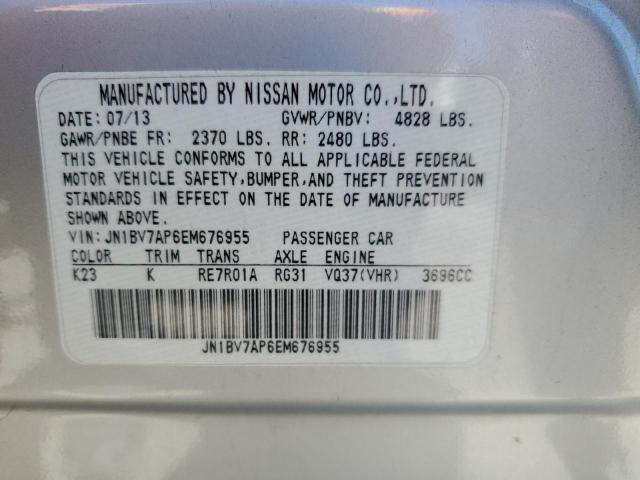 MANUFACTURED BY NISSAN MOTOR CO.,LTD.
DATE: 07/13 GVWR/PNBV: 4828 LBS.
GAWR/PNBE FR: 2370 LBS. RR: 2480 LBS.
THIS VEHICLE CONFORMS TO ALL APPLICABLE FEDERAL
MOTOR VEHICLE SAFETY,BUMPER,AND THEFT PREVENTION
STANDARDS IN EFFECT ON THE DATE OF MANUFACTURE
SHOWN ABOVE.
VIN:JN1BV7AP6EM676955 PASSENGER CAR
COLOR TRIM TRANS AXLE ENGINE
K23 K RE7R01A RG31 VQ37(VHR) 3696CC
JN1BV7AP6EM676955